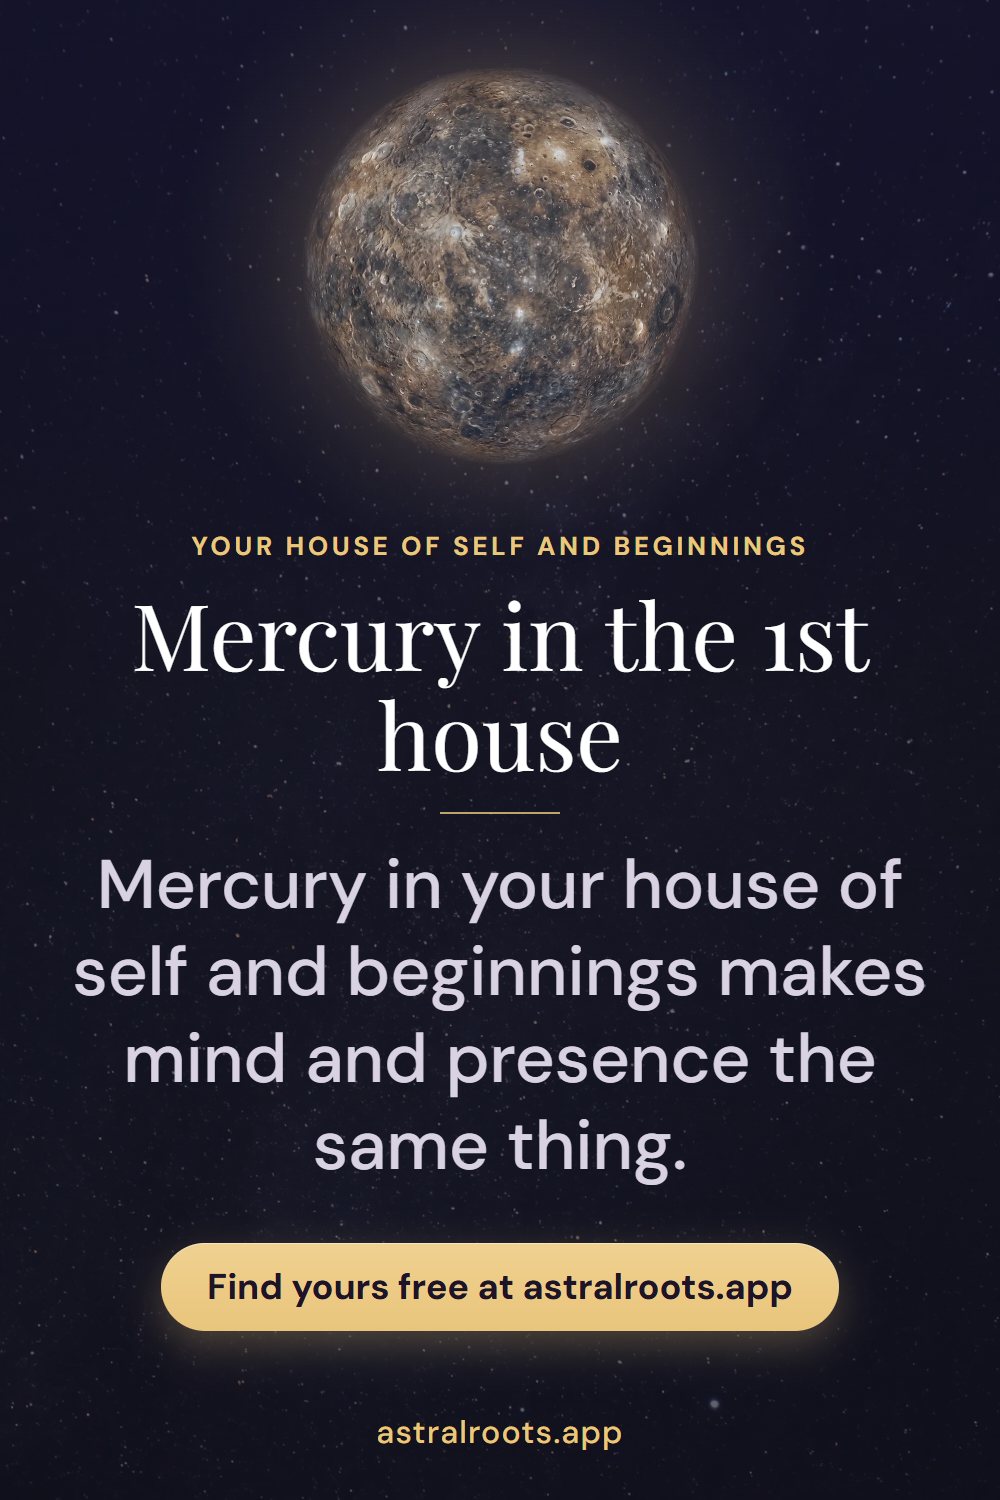 YOUR HOUSE OF SELF AND BEGINNINGS
Mercury in the 1st
house
Mercury in your house of
self and beginnings makes
mind and presence the
same thing.
Find yours free at astralroots.app
astralroots.app